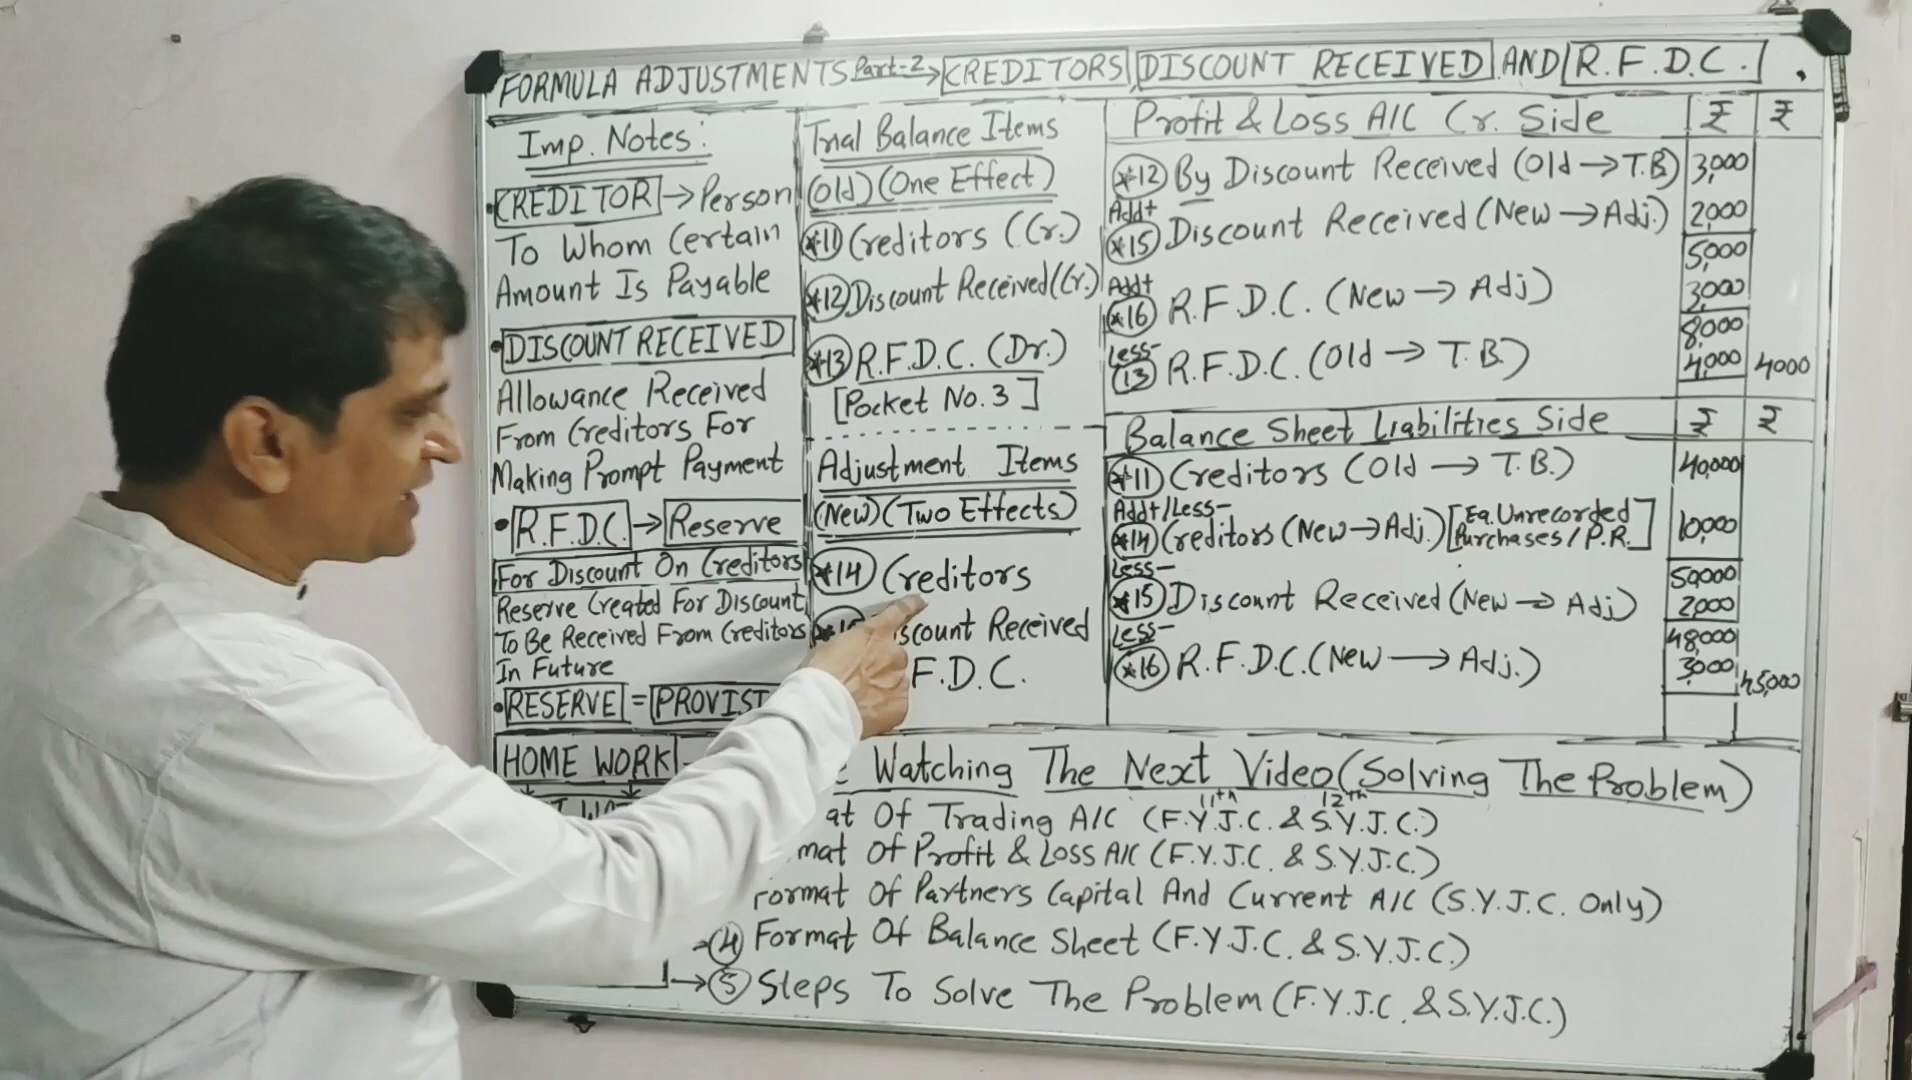 FORMULA ADJUSTMENTS Part-2 → CREDITORS DISCOUNT RECEIVED AND R.F.D.C.
Imp. Notes:
• CREDITOR → Person
To Whom Certain
Amount Is Payable
• DISCOUNT RECEIVED
Allowance Received
From Creditors For
Making Prompt Payment
• R.F.D.C. → Reserve
For Discount On Creditors
Reserve Created For Discount
To Be Received From Creditors
In Future
• RESERVE =
Trial Balance Items
(Old) (One Effect)
*11 Creditors (Cr.)
*12 Discount Received (Cr.)
*13 R.F.D.C. (Dr.)
[Pocket No. 3]
Adjustment Items
(New) (Two Effects)
*14 Creditors
Received
F.D.C.
Profit & Loss A/C Cr. Side ₹ ₹
*12 By Discount Received (Old → T.B) 3,000
Add+
*15 Discount Received (New → Adj.) 2,000
5,000
Add+
*16 R.F.D.C. (New → Adj) 3,000
8,000
Less-
13 R.F.D.C. (Old → T.B.) 4,000 4000
Balance Sheet Liabilities Side ₹ ₹
*11 Creditors (Old → T.B.) 40,000
Add+/Less-
*14 Creditors (New → Adj.) [Eg. Unrecorded Purchases / P.R.] 10,000
50,000
Less-
*15 Discount Received (New → Adj) 2,000
48,000
Less-
*16 R.F.D.C. (New → Adj.) 3,000 45,000
HOME WORK
Watching The Next Video (Solving The Problem)
at Of Trading A/C (F.Y.J.C. 11th & S.Y.J.C. 12th)
mat Of Profit & Loss A/C (F.Y.J.C. & S.Y.J.C.)
Format Of Partners Capital And Current A/C (S.Y.J.C. Only)
→ 4 Format Of Balance Sheet (F.Y.J.C. & S.Y.J.C.)
→ 5 Steps To Solve The Problem (F.Y.J.C. & S.Y.J.C.)